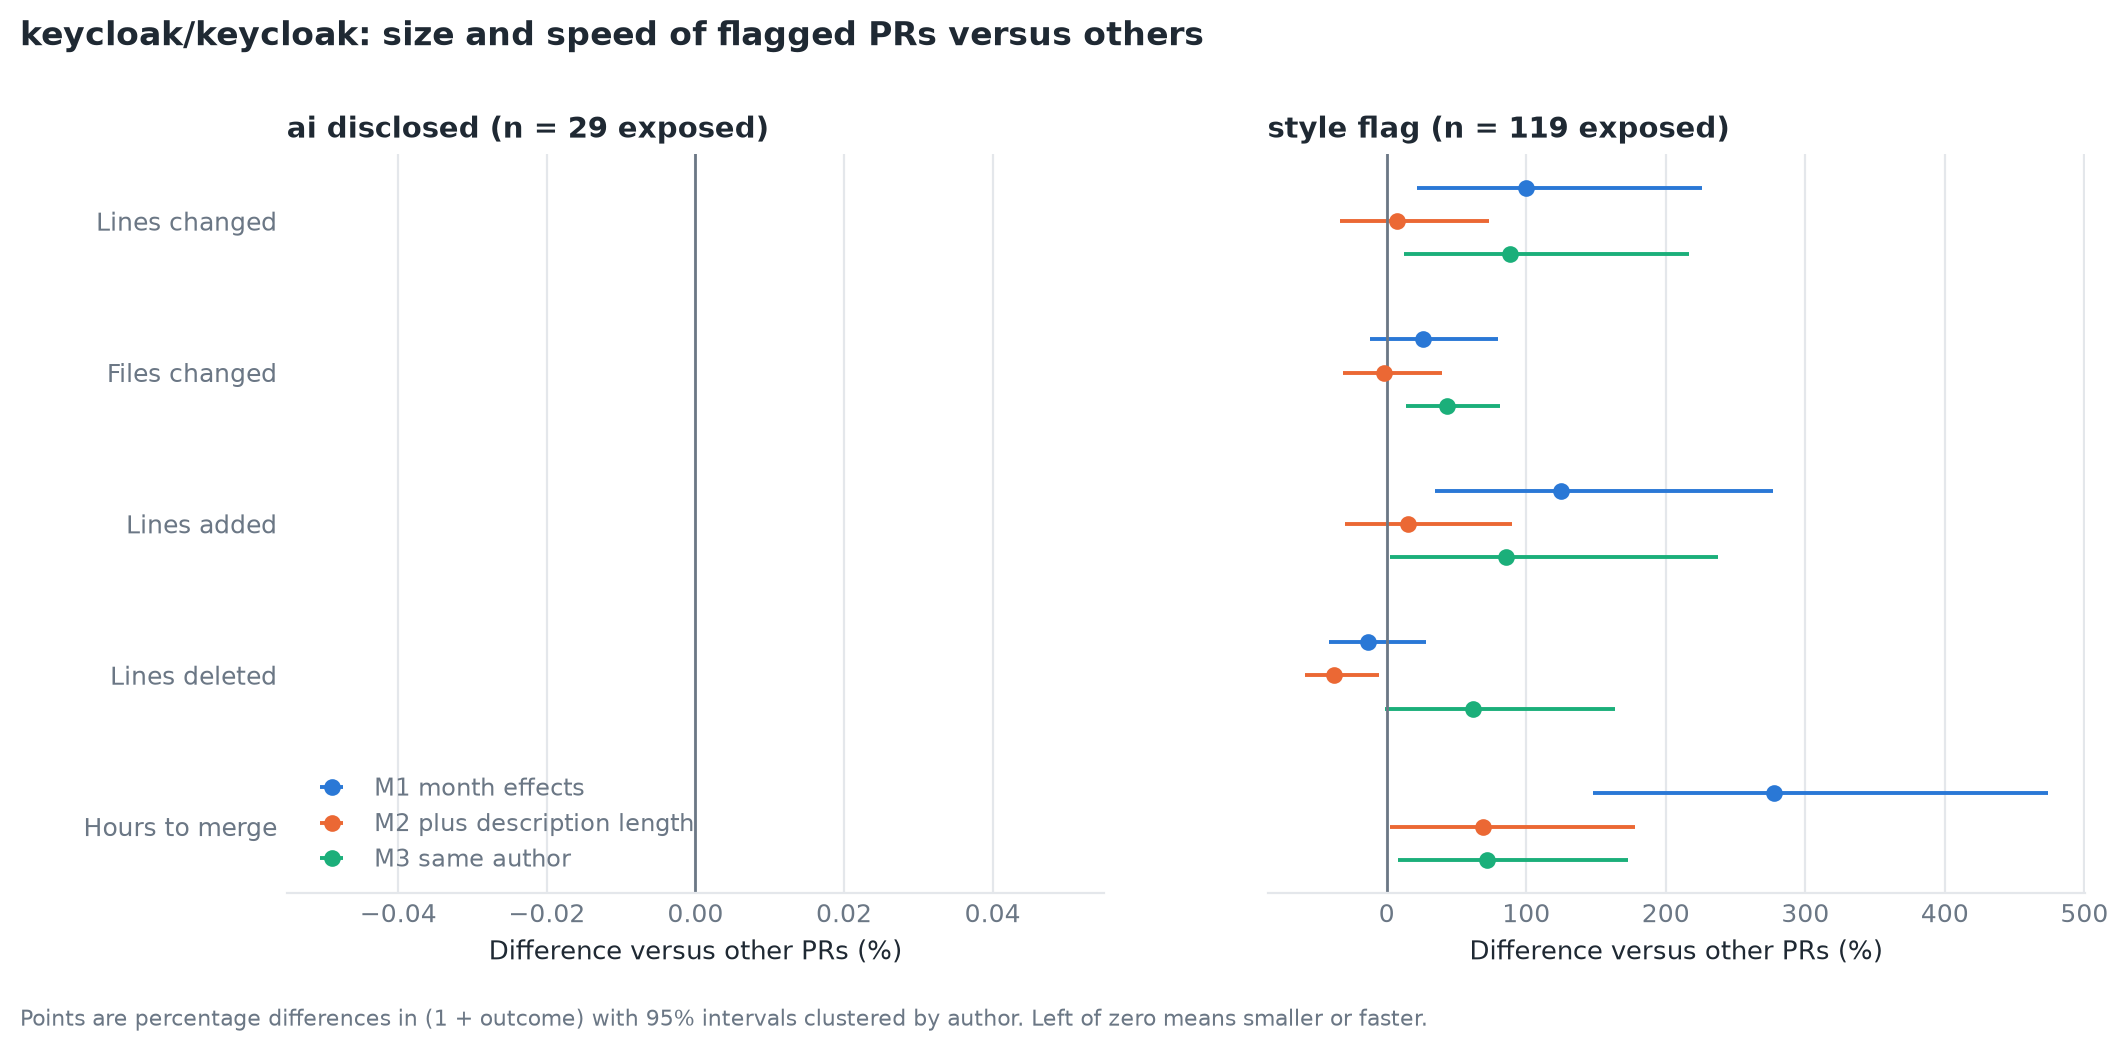 keycloak/keycloak: size and speed of flagged PRs versus others
ai disclosed (n = 29 exposed)
Lines changed
Files changed
Lines added
Lines deleted
Hours to merge
M1 month effects
M2 plus description length
M3 same author
−0.04
−0.02
0.00
0.02
0.04
Difference versus other PRs (%)
style flag (n = 119 exposed)
0
100
200
300
400
500
Difference versus other PRs (%)
Points are percentage differences in (1 + outcome) with 95% intervals clustered by author. Left of zero means smaller or faster.